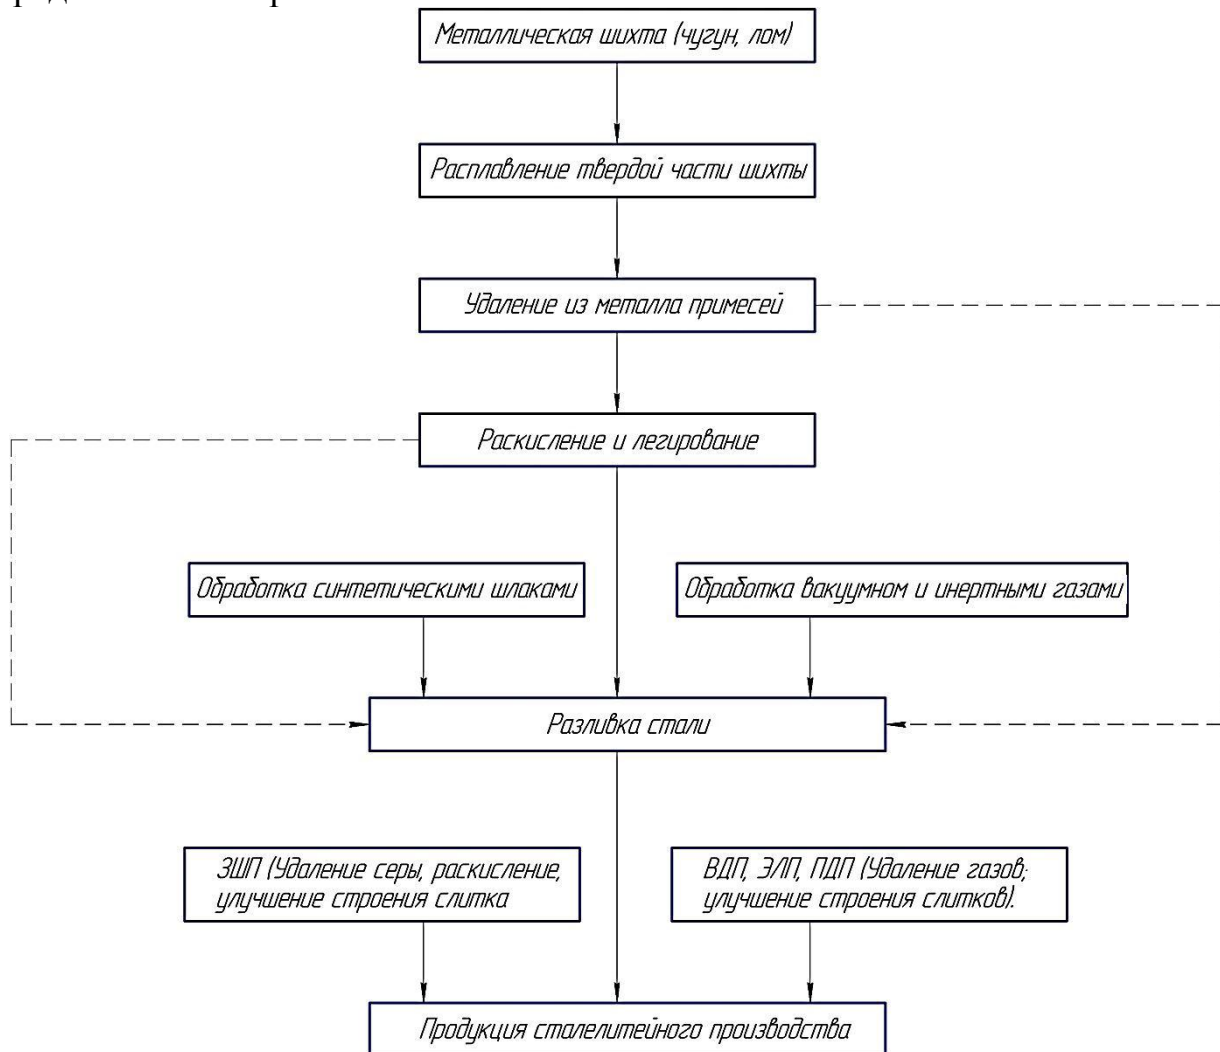 Металлическая шихта (чугун, лом)
Расплавление твердой части шихты
Удаление из металла примесей
Раскисление и легирование
Обработка синтетическими шлаками
Обработка вакуумном и инертными газами
Разливка стали
ЭШП (Удаление серы, раскисление,
улучшение строения слитка
ВДП, ЭЛП, ПДП (Удаление газов;
улучшение строения слитков).
Продукция сталелитейного производства